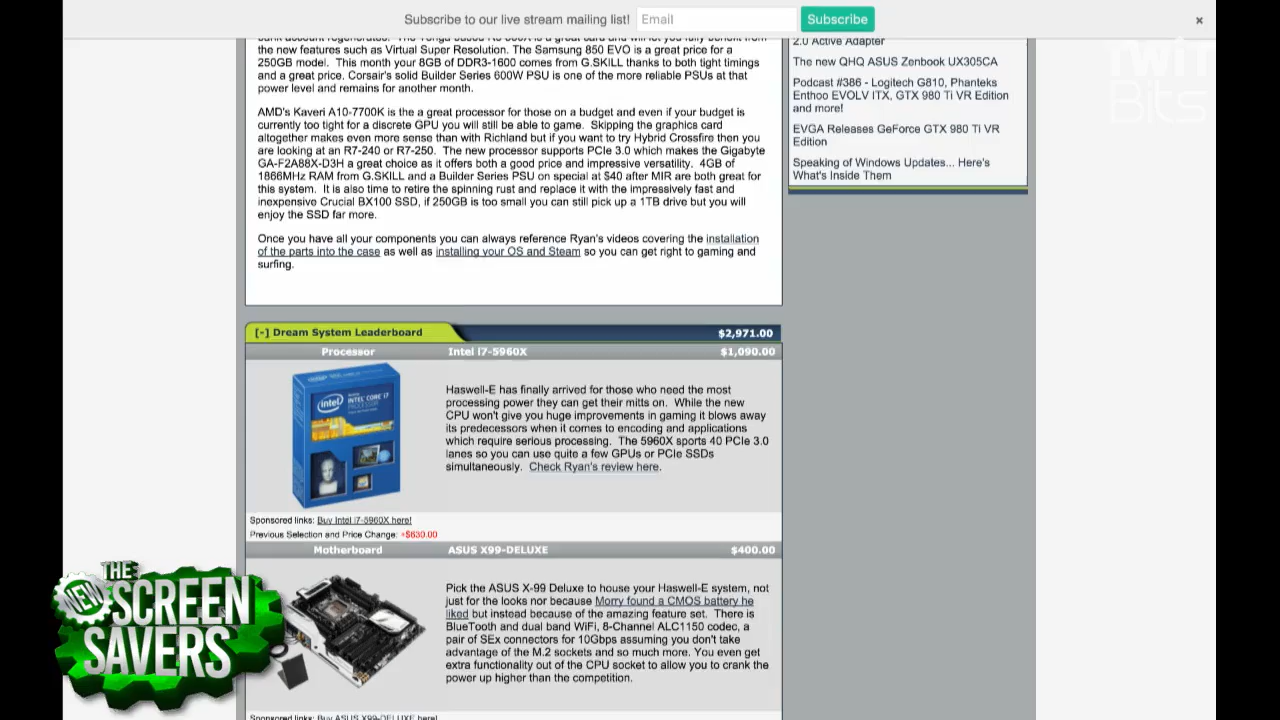 Subscribe to our live stream mailing list!
Email
Subscribe
×
the new features such as Virtual Super Resolution. The Samsung 850 EVO is a great price for a
250GB model. This month your 8GB of DDR3-1600 comes from G.SKILL thanks to both tight timings
and a great price. Corsair's solid Builder Series 600W PSU is one of the more reliable PSUs at that
power level and remains for another month.
AMD's Kaveri A10-7700K is the a great processor for those on a budget and even if your budget is
currently too tight for a discrete GPU you will still be able to game. Skipping the graphics card
altogether makes even more sense than with Richland but if you want to try Hybrid Crossfire then you
are looking at an R7-240 or R7-250. The new processor supports PCIe 3.0 which makes the Gigabyte
GA-F2A88X-D3H a great choice as it offers both a good price and impressive versatility. 4GB of
1866MHz RAM from G.SKILL and a Builder Series PSU on special at $40 after MIR are both great for
this system. It is also time to retire the spinning rust and replace it with the impressively fast and
inexpensive Crucial BX100 SSD, if 250GB is too small you can still pick up a 1TB drive but you will
enjoy the SSD far more.
Once you have all your components you can always reference Ryan's videos covering the installation
of the parts into the case as well as installing your OS and Steam so you can get right to gaming and
surfing.
2.0 Active Adapter
The new QHQ ASUS Zenbook UX305CA
Podcast #386 - Logitech G810, Phanteks
Enthoo EVOLV ITX, GTX 980 Ti VR Edition
and more!
EVGA Releases GeForce GTX 980 Ti VR
Edition
Speaking of Windows Updates... Here's
What's Inside Them
TWiT
Bits
[-] Dream System Leaderboard $2,971.00
Processor Intel i7-5960X $1,090.00
Haswell-E has finally arrived for those who need the most
processing power they can get their mitts on. While the new
CPU won't give you huge improvements in gaming it blows away
its predecessors when it comes to encoding and applications
which require serious processing. The 5960X sports 40 PCIe 3.0
lanes so you can use quite a few GPUs or PCIe SSDs
simultaneously. Check Ryan's review here.
intel
INTEL CORE i7
Sponsored links: Buy Intel i7-5960X here!
Previous Selection and Price Change: +$630.00
Motherboard ASUS X99-DELUXE $400.00
Pick the ASUS X-99 Deluxe to house your Haswell-E system, not
just for the looks nor because Morry found a CMOS battery he
liked but instead because of the amazing feature set. There is
BlueTooth and dual band WiFi, 8-Channel ALC1150 codec, a
pair of SEx connectors for 10Gbps assuming you don't take
advantage of the M.2 sockets and so much more. You even get
extra functionality out of the CPU socket to allow you to crank the
power up higher than the competition.
Sponsored links: Buy ASUS X99-DELUXE here!
THE
NEW
SCREEN
SAVERS